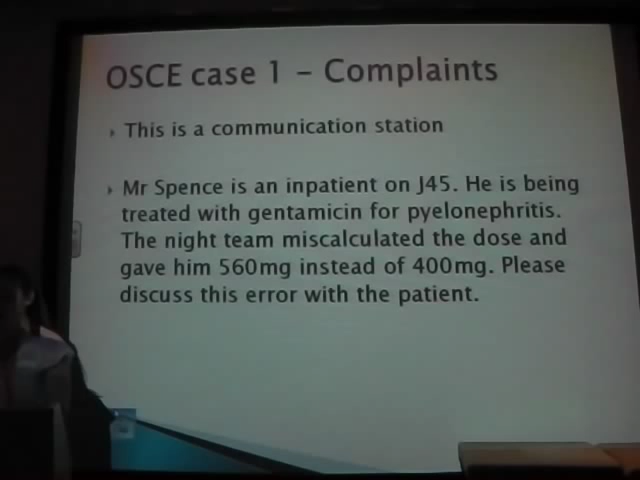 OSCE case 1 – Complaints
This is a communication station
Mr Spence is an inpatient on J45. He is being
treated with gentamicin for pyelonephritis.
The night team miscalculated the dose and
gave him 560mg instead of 400mg. Please
discuss this error with the patient.